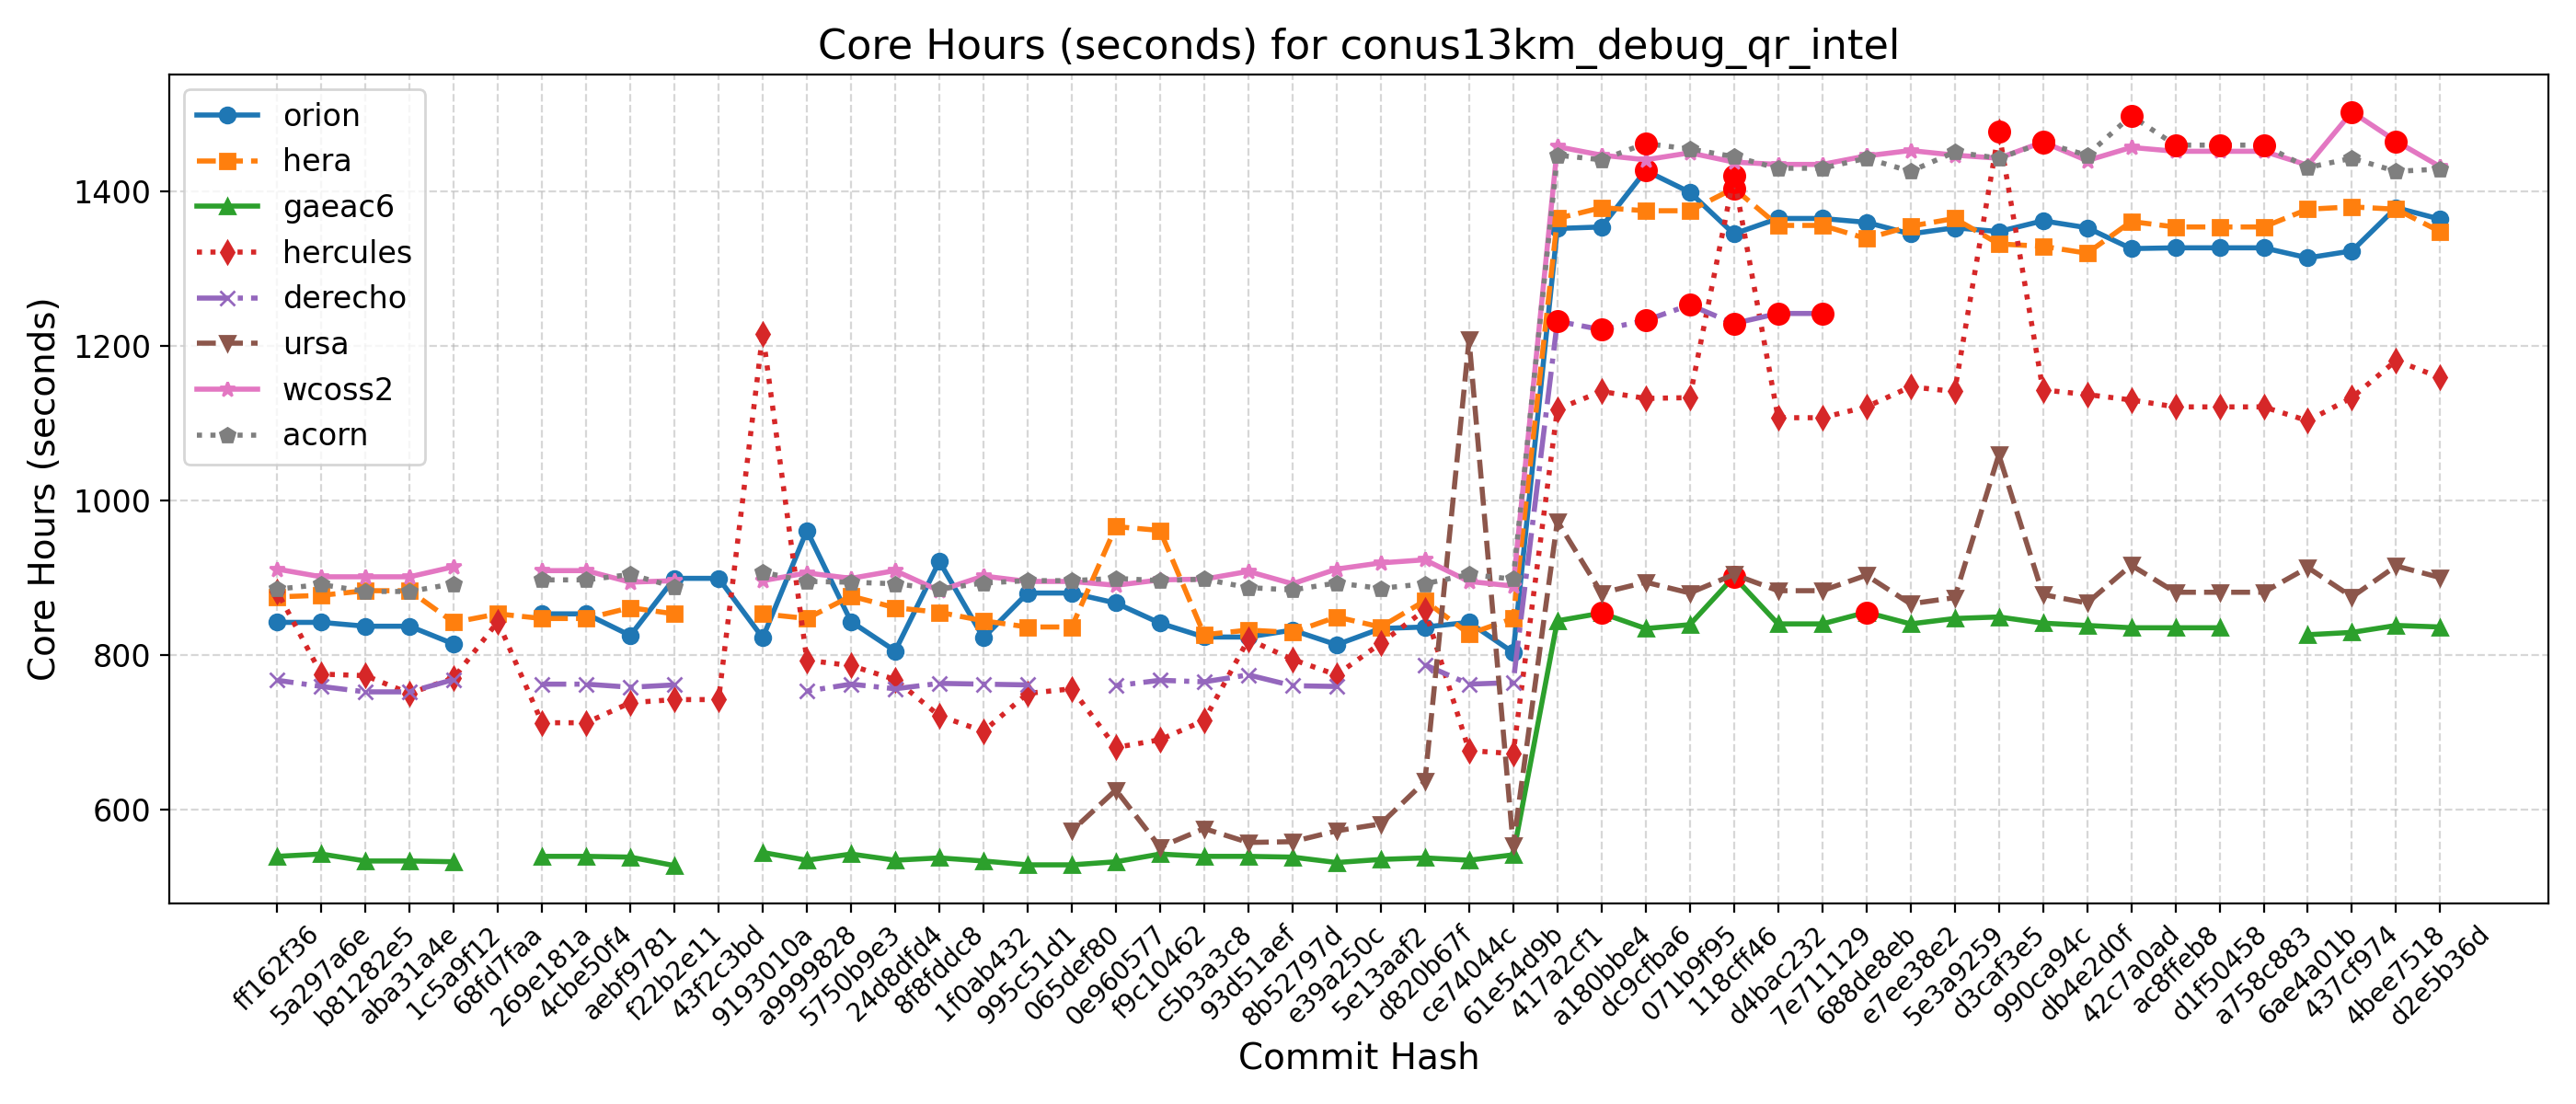 Core Hours (seconds) for conus13km_debug_qr_intel
orion
hera
gaeac6
hercules
derecho
ursa
wcoss2
acorn
1400
1200
1000
800
600
Core Hours (seconds)
ff162f36
5a297a6e
b81282e5
aba31a4e
1c5a9f12
68fd7faa
269e181a
4cbe50f4
aebf9781
f22b2e11
43f2c3bd
9193010a
a9999828
5750b9e3
24d8dfd4
8f8fddc8
1f0ab432
995c51d1
065def80
0e960577
f9c10462
c5b3a3c8
93d51aef
8b52797d
e39a250c
5e13aaf2
d820b67f
ce74044c
61e54d9b
417a2cf1
a180bbe4
dc9cfba6
071b9f95
118cff46
d4bac232
7e711129
688de8eb
e7ee38e2
5e3a9259
d3caf3e5
990ca94c
db4e2d0f
42c7a0ad
ac8ffeb8
d1f50458
a758c883
6ae4a01b
437cf974
4bee7518
d2e5b36d
Commit Hash